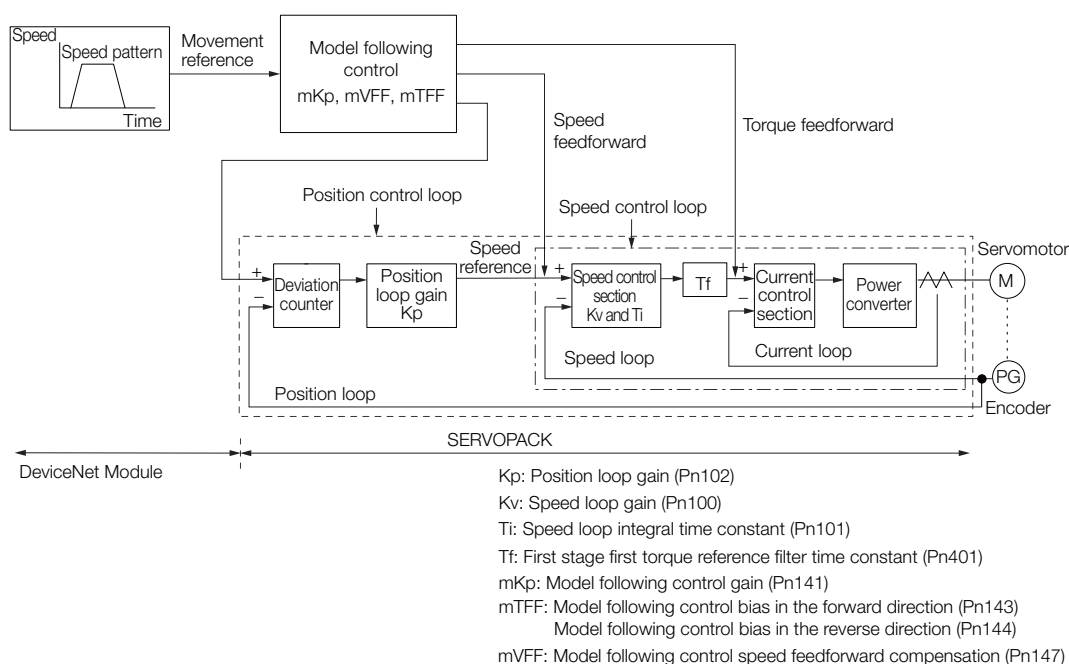 Speed
Speed pattern
Time
Movement
reference
Model following
control
mKp, mVFF, mTFF
Speed
feedforward
Torque feedforward
Position control loop
Speed control loop
Speed
reference
Servomotor
+
−
Deviation
counter
Position
loop gain
Kp
+
−
Speed control
section
Kv and Ti
Tf
+
−
Current
control
section
Power
converter
M
Speed loop
Current loop
PG
Position loop
Encoder
SERVOPACK
DeviceNet Module
Kp: Position loop gain (Pn102)
Kv: Speed loop gain (Pn100)
Ti: Speed loop integral time constant (Pn101)
Tf: First stage first torque reference filter time constant (Pn401)
mKp: Model following control gain (Pn141)
mTFF: Model following control bias in the forward direction (Pn143)
Model following control bias in the reverse direction (Pn144)
mVFF: Model following control speed feedforward compensation (Pn147)